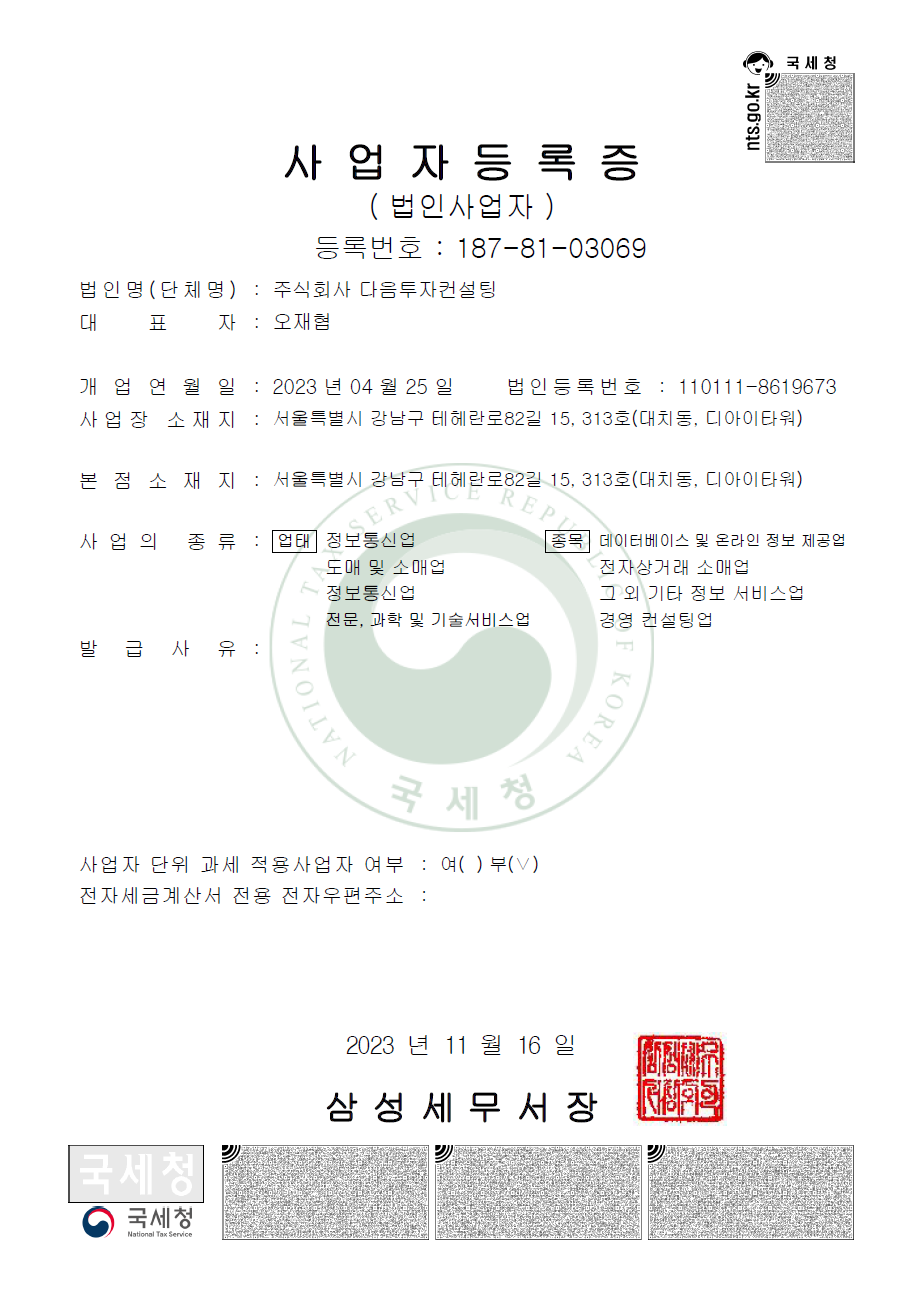 국세청
nts.go.kr
사업자등록증
( 법인사업자 )
등록번호 : 187-81-03069
법인명(단체명) : 주식회사 다음투자컨설팅
대 표 자 : 오재협
개 업 연 월 일 : 2023 년 04 월 25 일 법인등록번호 : 110111-8619673
사업장 소재지 : 서울특별시 강남구 테헤란로82길 15, 313호(대치동, 디아이타워)
본 점 소 재 지 : 서울특별시 강남구 테헤란로82길 15, 313호(대치동, 디아이타워)
사 업 의 종 류 : 업태 정보통신업 종목 데이터베이스 및 온라인 정보 제공업
도매 및 소매업 전자상거래 소매업
정보통신업 그 외 기타 정보 서비스업
전문, 과학 및 기술서비스업 경영 컨설팅업
발 급 사 유 :
NATIONAL TAX SERVICE REPUBLIC OF KOREA
국세청
사업자 단위 과세 적용사업자 여부 : 여( ) 부(∨)
전자세금계산서 전용 전자우편주소 :
2023 년 11 월 16 일
삼성세무서장
국세청
국세청
National Tax Service